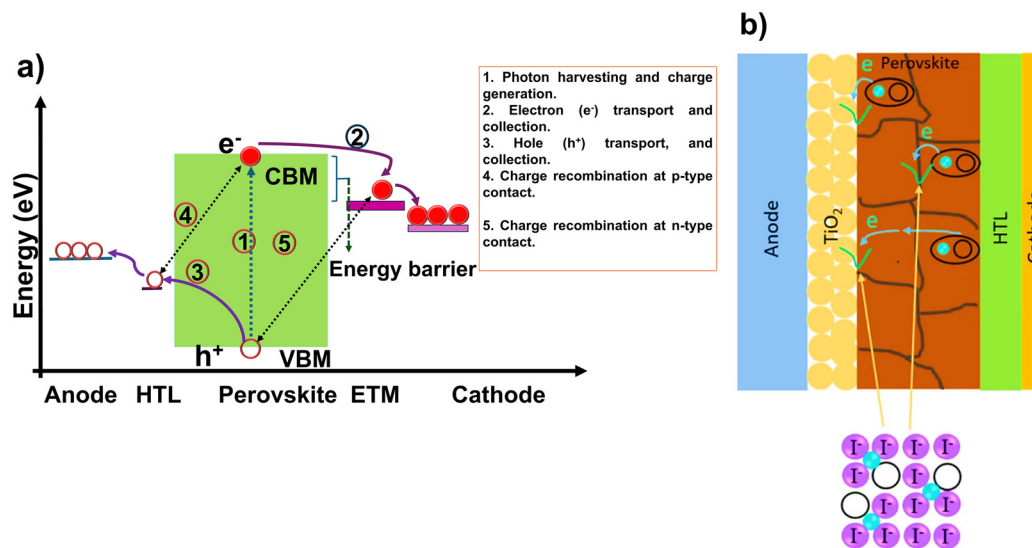 a)
Energy (eV)
e⁻
CBM
1
2
3
4
5
h⁺
VBM
Energy barrier
Anode
HTL
Perovskite
ETM
Cathode
1. Photon harvesting and charge
generation.
2. Electron (e⁻) transport and
collection.
3. Hole (h⁺) transport, and
collection.
4. Charge recombination at p-type
contact.
5. Charge recombination at n-type
contact.
b)
Anode
TiO₂
Perovskite
e
e
e
HTL
I⁻ I⁻ I⁻ I⁻
I⁻ I⁻
I⁻ I⁻
I⁻ I⁻ I⁻ I⁻